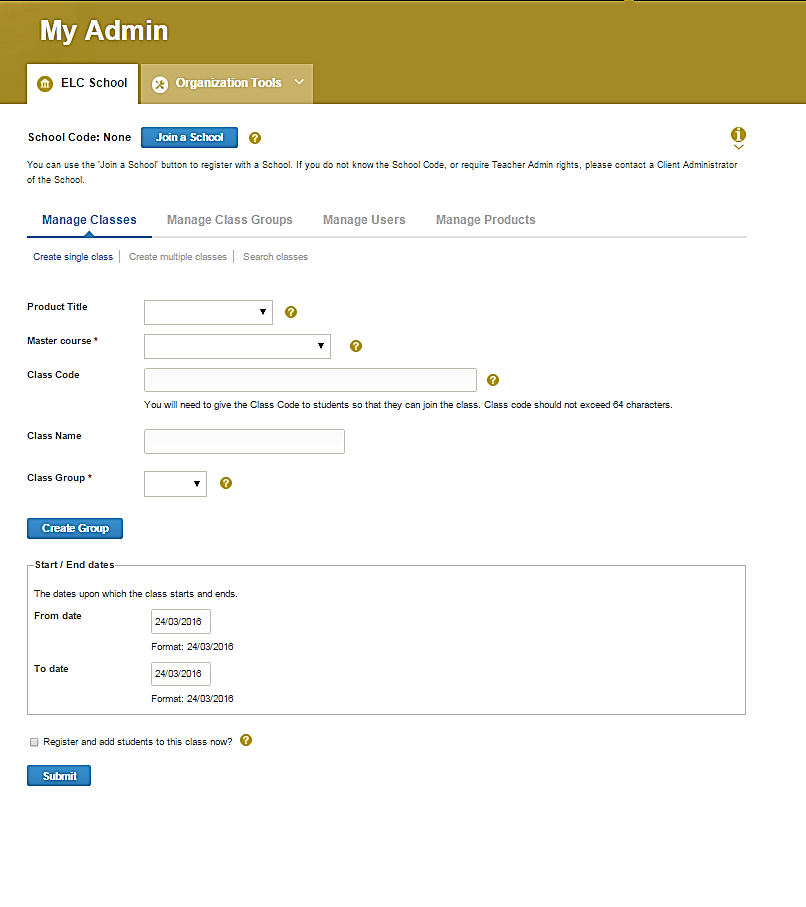 My Admin
ELC School
Organization Tools
School Code: None
Join a School
?
i
You can use the 'Join a School' button to register with a School. If you do not know the School Code, or require Teacher Admin rights, please contact a Client Administrator
of the School.
Manage Classes
Manage Class Groups
Manage Users
Manage Products
Create single class
Create multiple classes
Search classes
Product Title
?
Master course *
?
Class Code
?
You will need to give the Class Code to students so that they can join the class. Class code should not exceed 64 characters.
Class Name
Class Group *
?
Create Group
Start / End dates
The dates upon which the class starts and ends.
From date
24/03/2016
Format: 24/03/2016
To date
24/03/2016
Format: 24/03/2016
Register and add students to this class now?
?
Submit